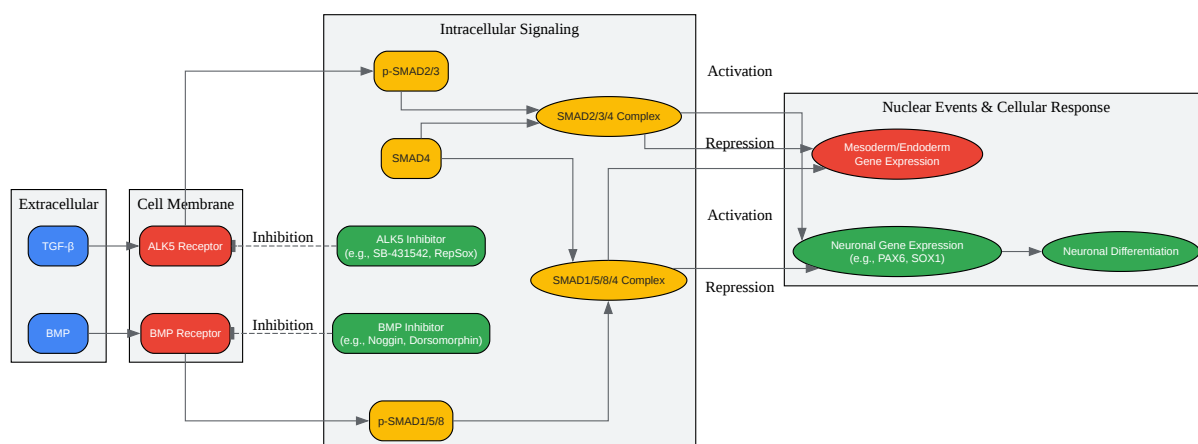 Extracellular
TGF-β
BMP
Cell Membrane
ALK5 Receptor
BMP Receptor
Inhibition
Inhibition
Intracellular Signaling
p-SMAD2/3
SMAD4
SMAD2/3/4 Complex
ALK5 Inhibitor
(e.g., SB-431542, RepSox)
SMAD1/5/8/4 Complex
BMP Inhibitor
(e.g., Noggin, Dorsomorphin)
p-SMAD1/5/8
Activation
Repression
Activation
Repression
Nuclear Events & Cellular Response
Mesoderm/Endoderm
Gene Expression
Neuronal Gene Expression
(e.g., PAX6, SOX1)
Neuronal Differentiation